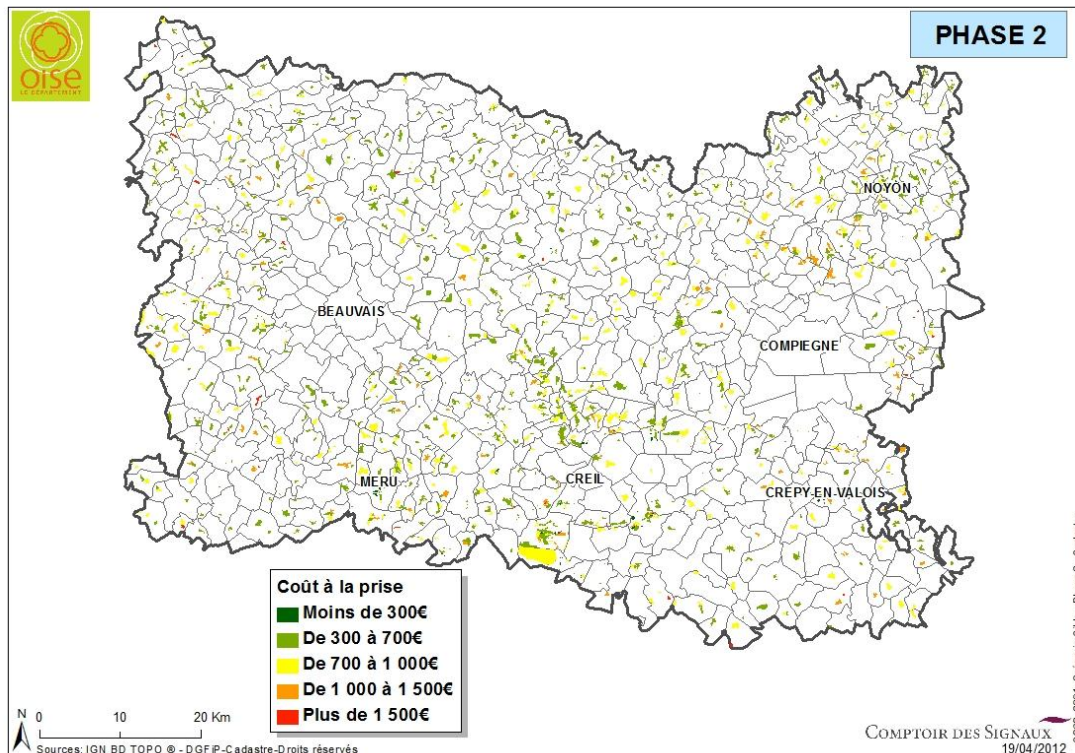 oise
LE DÉPARTEMENT
PHASE 2
NOYON
BEAUVAIS
COMPIEGNE
MERU
CREIL
CREPY-EN-VALOIS
Coût à la prise
Moins de 300€
De 300 à 700€
De 700 à 1 000€
De 1 000 à 1 500€
Plus de 1 500€
N
0 10 20 Km
Sources: IGN BD TOPO ® - DGFiP-Cadastre-Droits réservés
COMPTOIR DES SIGNAUX
19/04/2012